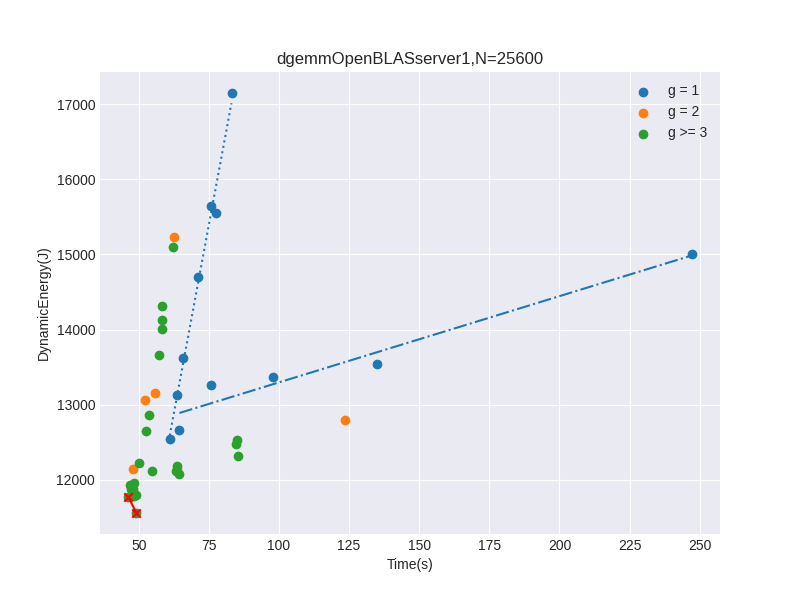 dgemmOpenBLASserver1,N=25600
g = 1
g = 2
g >= 3
DynamicEnergy(J)
17000
16000
15000
14000
13000
12000
50 75 100 125 150 175 200 225 250
Time(s)